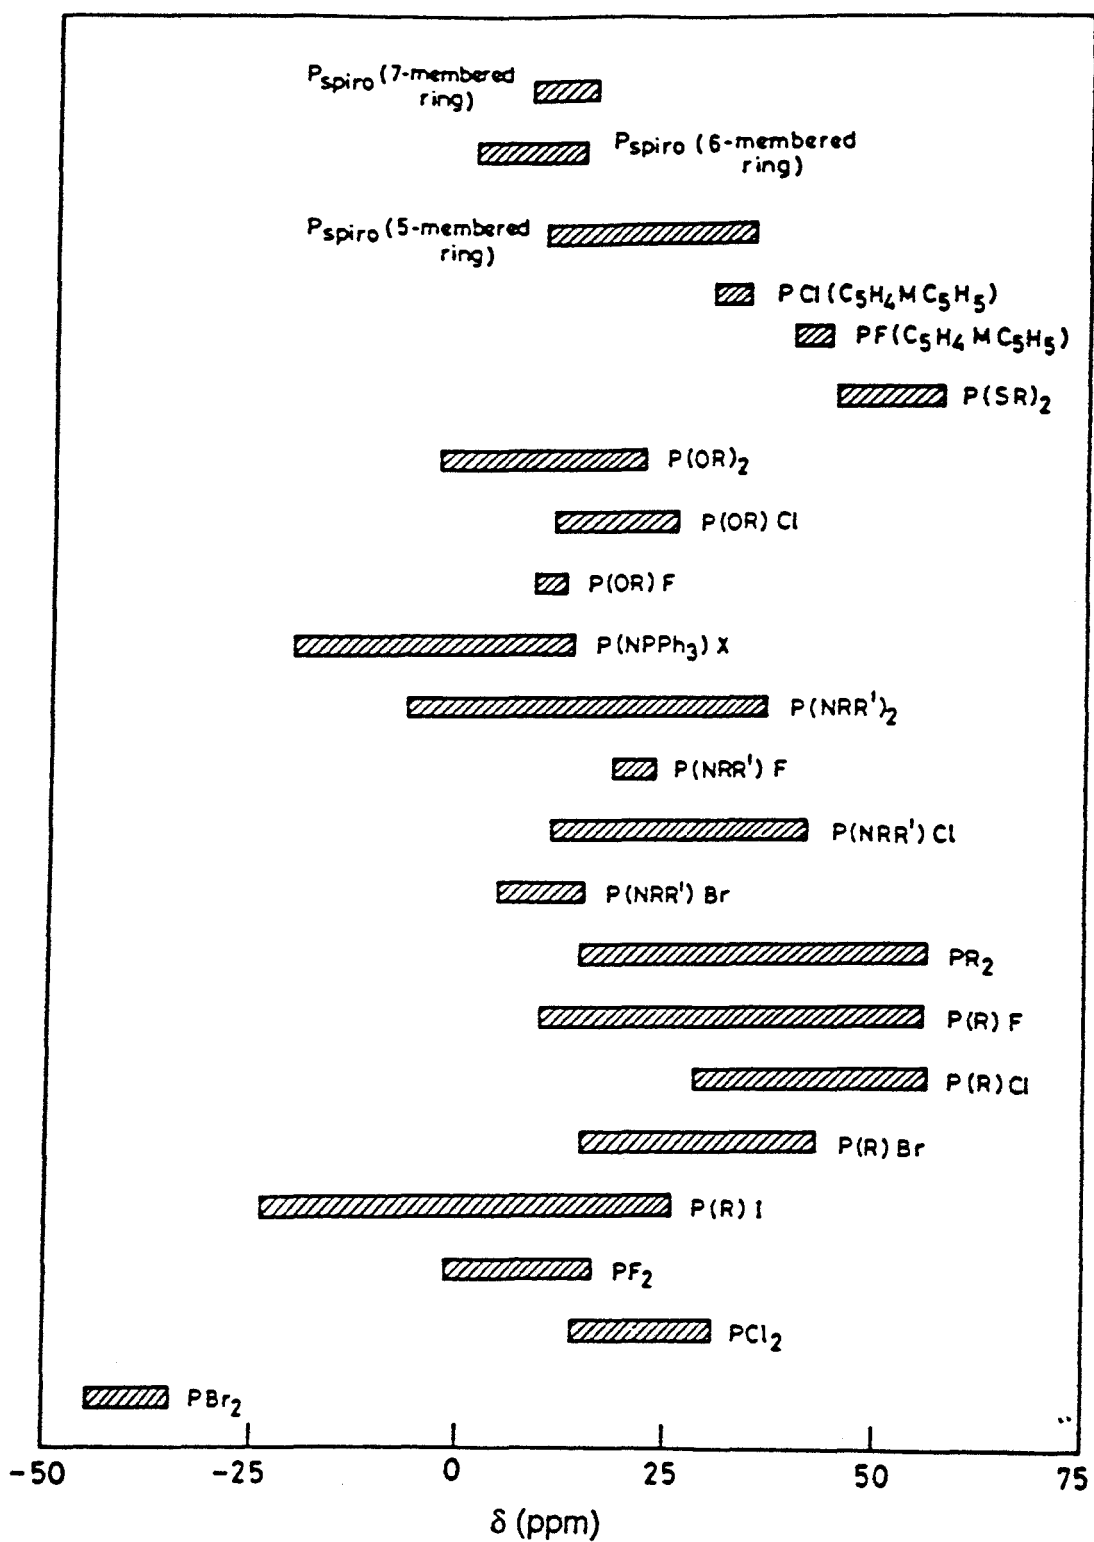 Pspiro (7-membered
ring)
Pspiro (6-membered
ring)
Pspiro (5-membered
ring)
PCl(C5H4MC5H5)
PF(C5H4MC5H5)
P(SR)2
P(OR)2
P(OR) Cl
P(OR) F
P(NPPh3) X
P(NRR')2
P(NRR') F
P(NRR') Cl
P(NRR') Br
PR2
P(R) F
P(R) Cl
P(R) Br
P(R) I
PF2
PCl2
PBr2
-50 -25 0 25 50 75
δ (ppm)